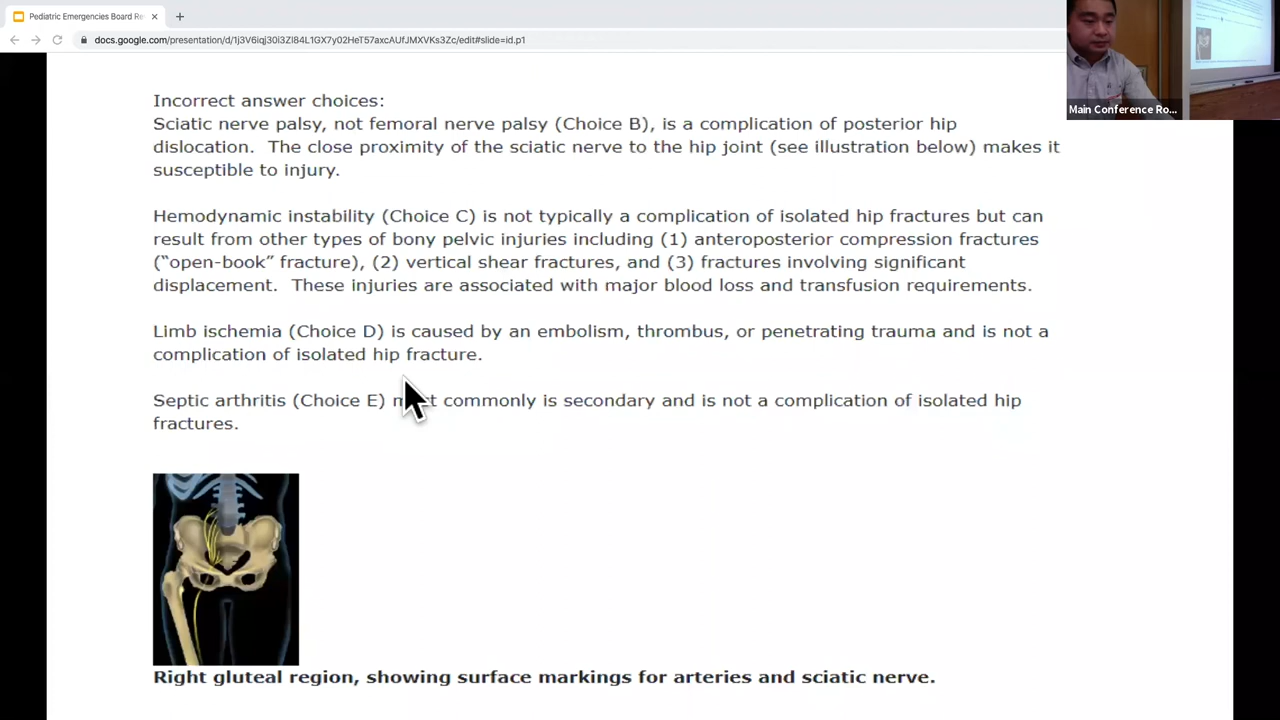 Pediatric Emergencies Board Re
docs.google.com/presentation/d/1j3V6iqj30i3ZI84L1GX7y02HeT57axcAUfJMXVKs3Zc/edit#slide=id.p1
Main Conference Ro...
Incorrect answer choices:
Sciatic nerve palsy, not femoral nerve palsy (Choice B), is a complication of posterior hip
dislocation.  The close proximity of the sciatic nerve to the hip joint (see illustration below) makes it
susceptible to injury.
Hemodynamic instability (Choice C) is not typically a complication of isolated hip fractures but can
result from other types of bony pelvic injuries including (1) anteroposterior compression fractures
(“open-book” fracture), (2) vertical shear fractures, and (3) fractures involving significant
displacement.  These injuries are associated with major blood loss and transfusion requirements.
Limb ischemia (Choice D) is caused by an embolism, thrombus, or penetrating trauma and is not a
complication of isolated hip fracture.
Septic arthritis (Choice E) most commonly is secondary and is not a complication of isolated hip
fractures.
Right gluteal region, showing surface markings for arteries and sciatic nerve.